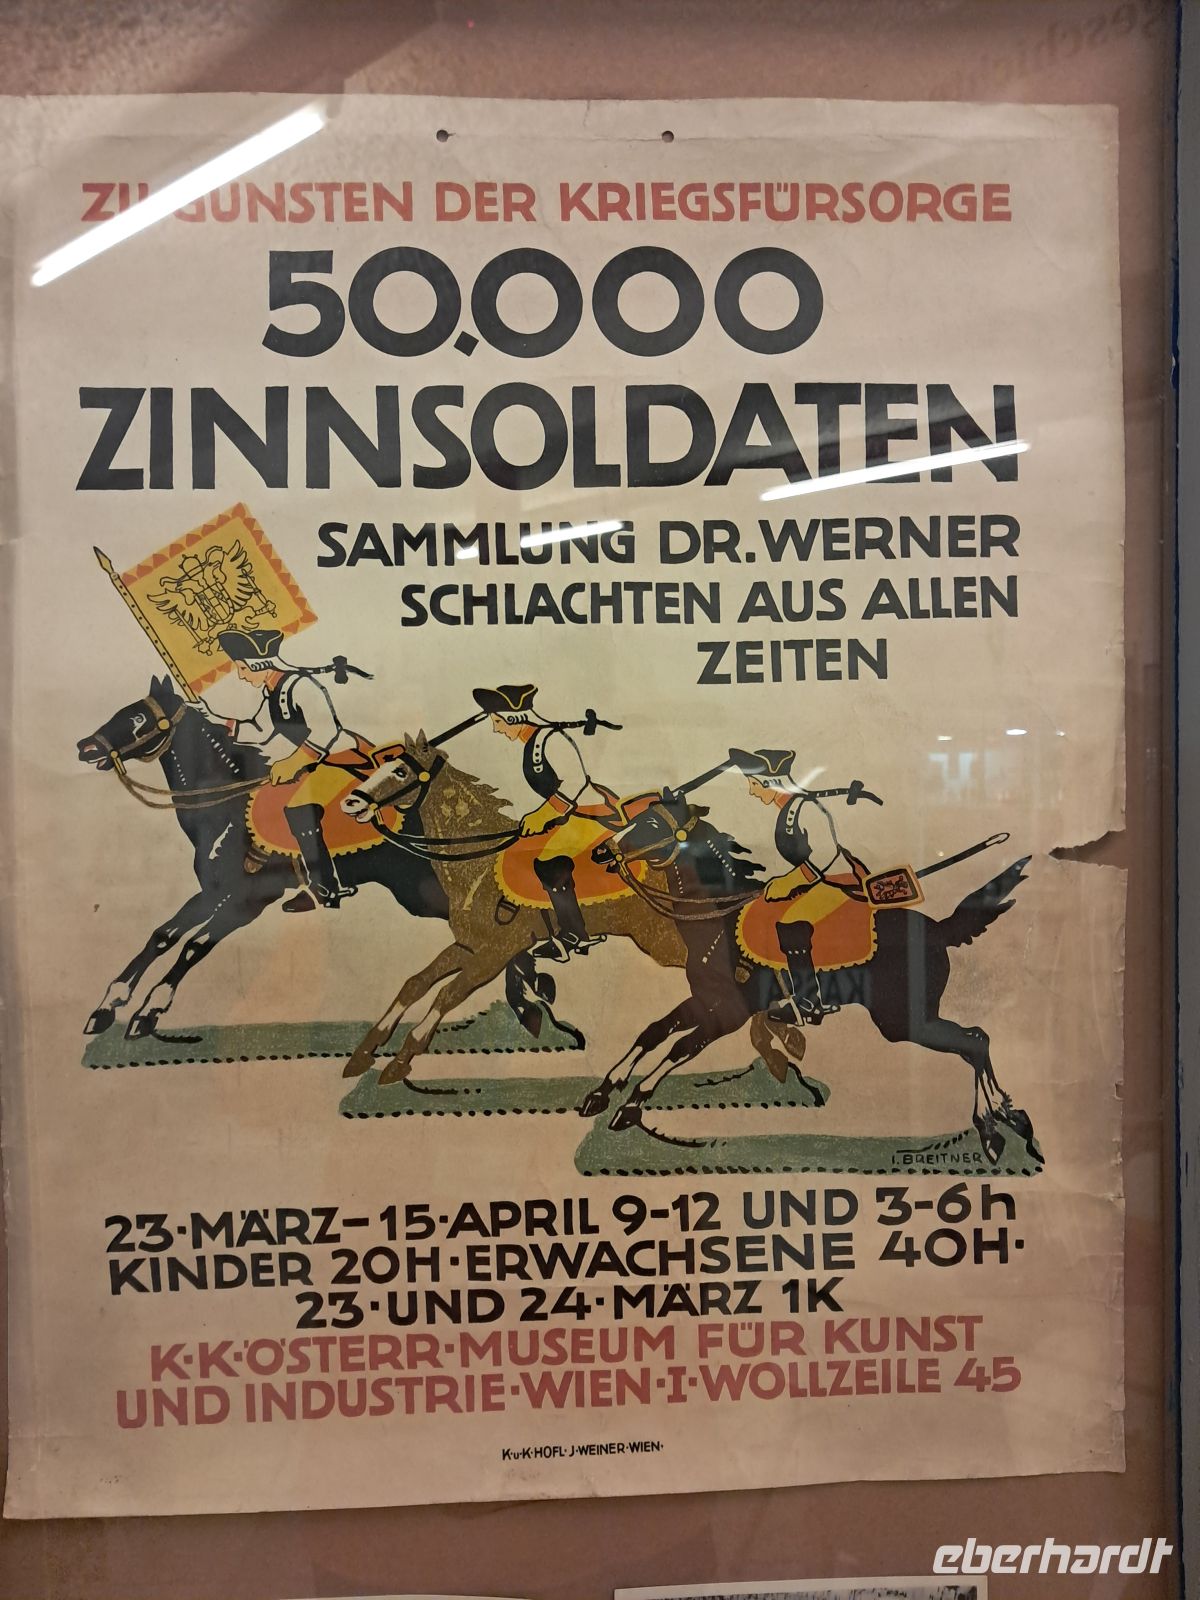 ZU GUNSTEN DER KRIEGSFÜRSORGE
50.000
ZINNSOLDATEN
SAMMLUNG DR. WERNER
SCHLACHTEN AUS ALLEN
ZEITEN
I. BREITNER
23·MÄRZ–15·APRIL 9–12 UND 3–6h
KINDER 20H·ERWACHSENE 40H·
23·UND 24·MÄRZ 1K
K·K·ÖSTERR·MUSEUM FÜR KUNST
UND INDUSTRIE·WIEN·I·WOLLZEILE 45
K·u·K·HOFL·J·WEINER·WIEN·
eberhardt